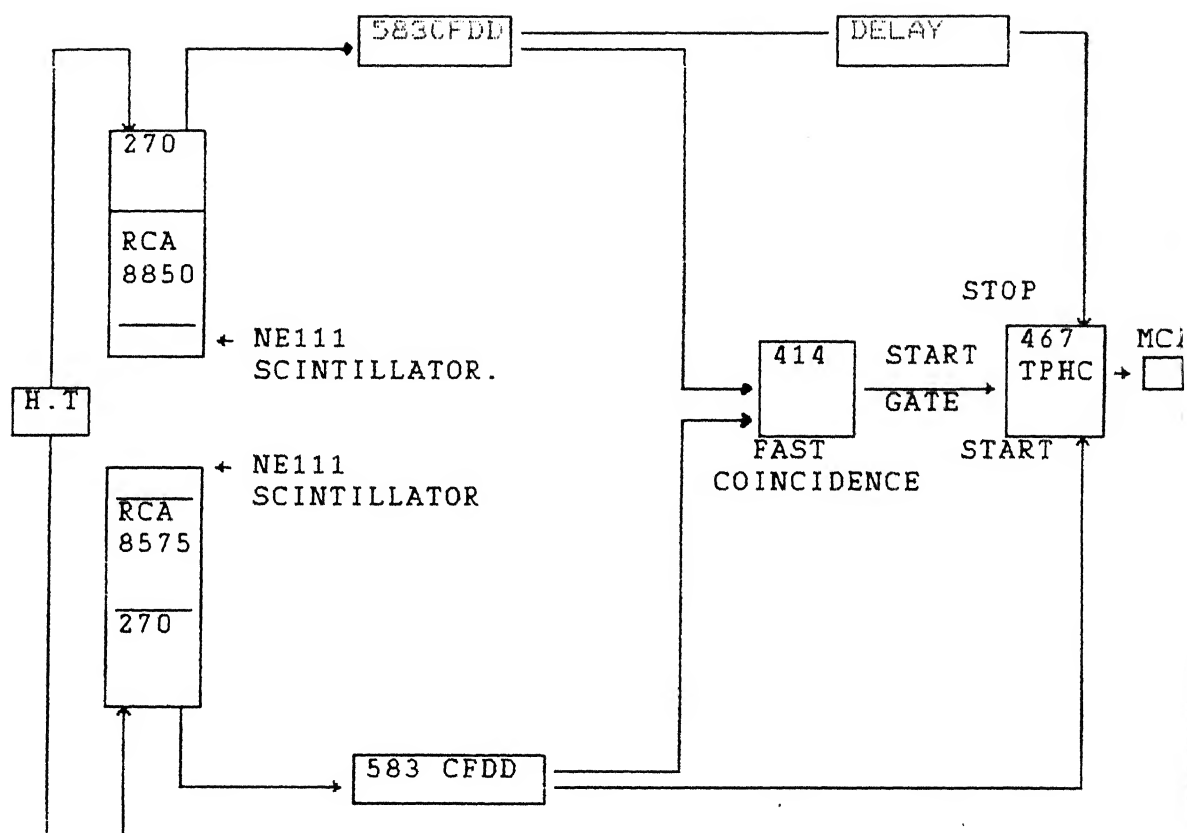 583CFDD
DELAY
270
RCA
8850
STOP
NE111
SCINTILLATOR.
H.T
414
START
GATE
467
TPHC
FAST
COINCIDENCE
START
NE111
SCINTILLATOR
RCA
8575
270
583 CFDD